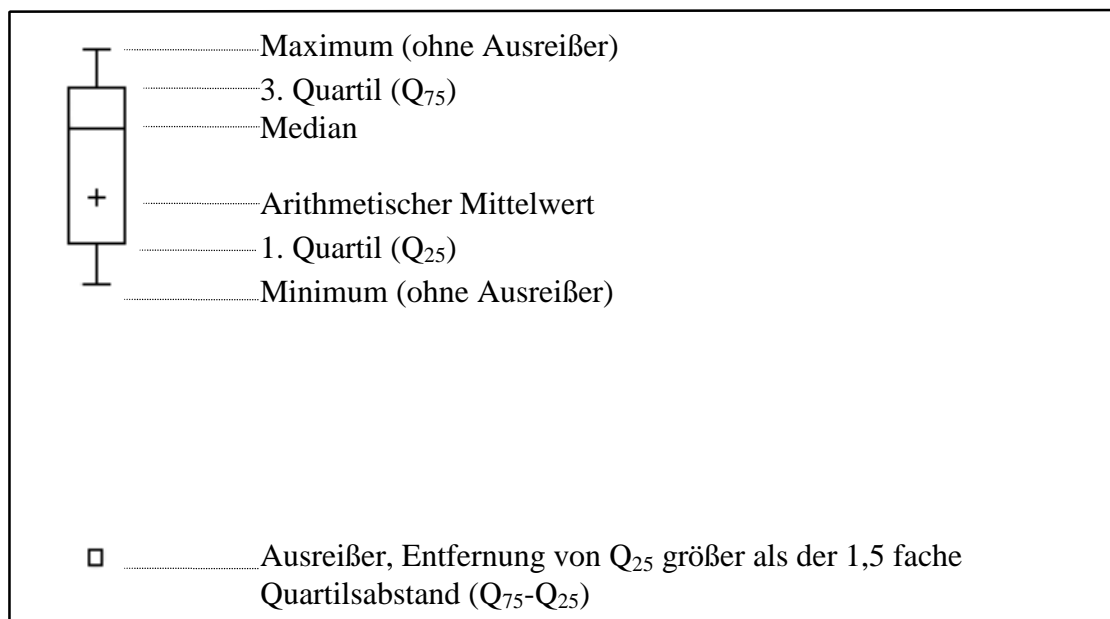 Maximum (ohne Ausreißer)
3. Quartil (Q₇₅)
Median
Arithmetischer Mittelwert
1. Quartil (Q₂₅)
Minimum (ohne Ausreißer)
Ausreißer, Entfernung von Q₂₅ größer als der 1,5 fache
Quartilsabstand (Q₇₅-Q₂₅)